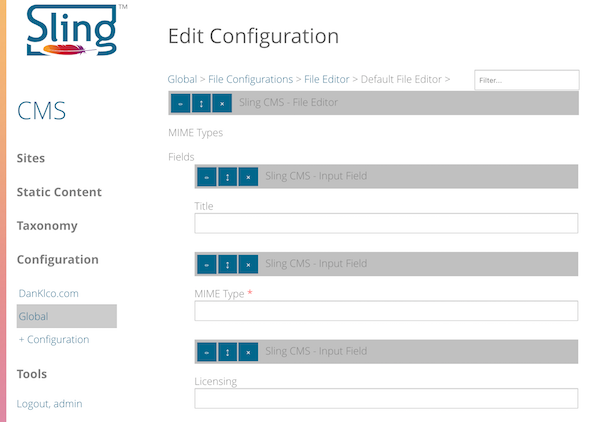 Sling™
CMS
Sites
Static Content
Taxonomy
Configuration
DanKlco.com
Global
+ Configuration
Tools
Logout, admin
Edit Configuration
Global > File Configurations > File Editor > Default File Editor >
Filter...
Sling CMS - File Editor
MIME Types
Fields
Sling CMS - Input Field
Title
Sling CMS - Input Field
MIME Type *
Sling CMS - Input Field
Licensing